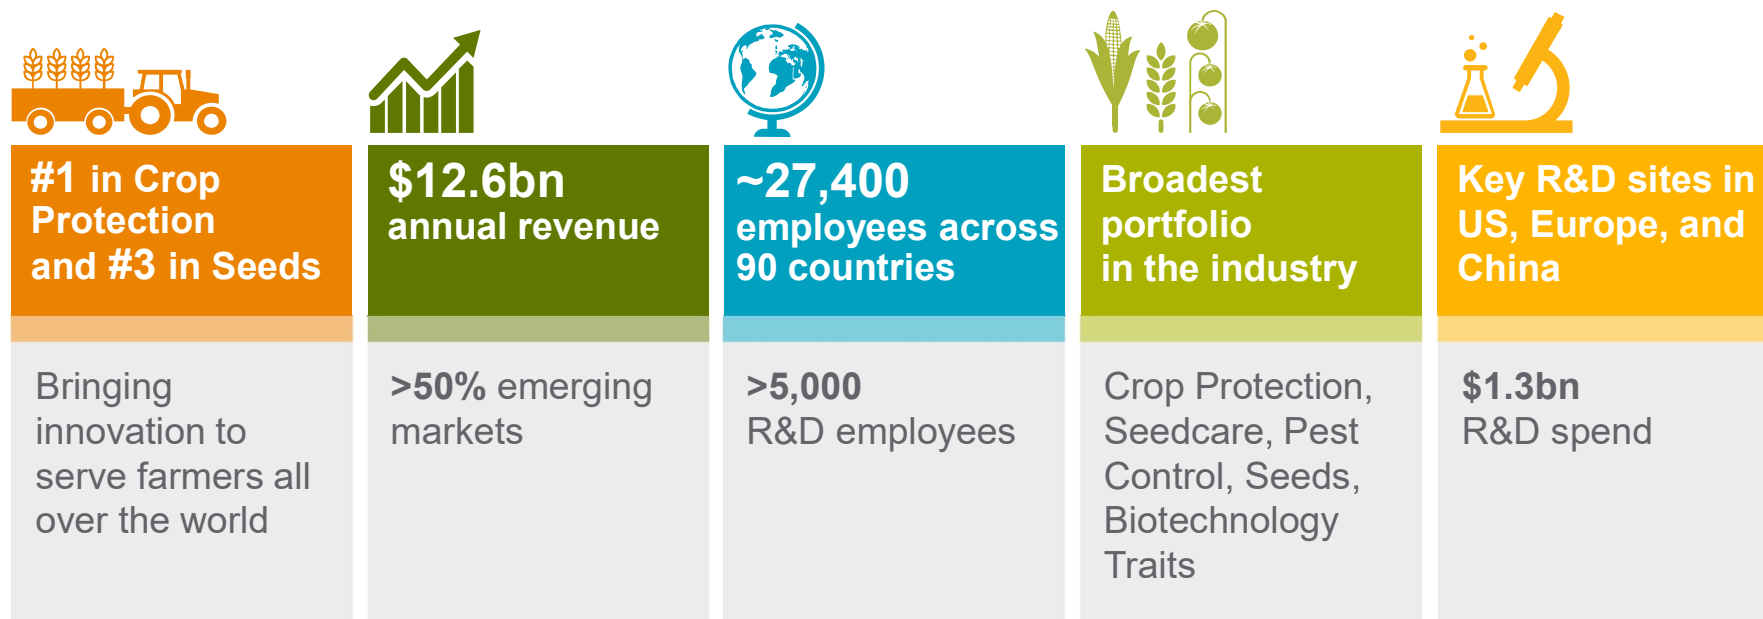 #1 in Crop
Protection
and #3 in Seeds
Bringing
innovation to
serve farmers all
over the world
$12.6bn
annual revenue
>50% emerging
markets
~27,400
employees across
90 countries
>5,000
R&D employees
Broadest
portfolio
in the industry
Crop Protection,
Seedcare, Pest
Control, Seeds,
Biotechnology
Traits
Key R&D sites in
US, Europe, and
China
$1.3bn
R&D spend